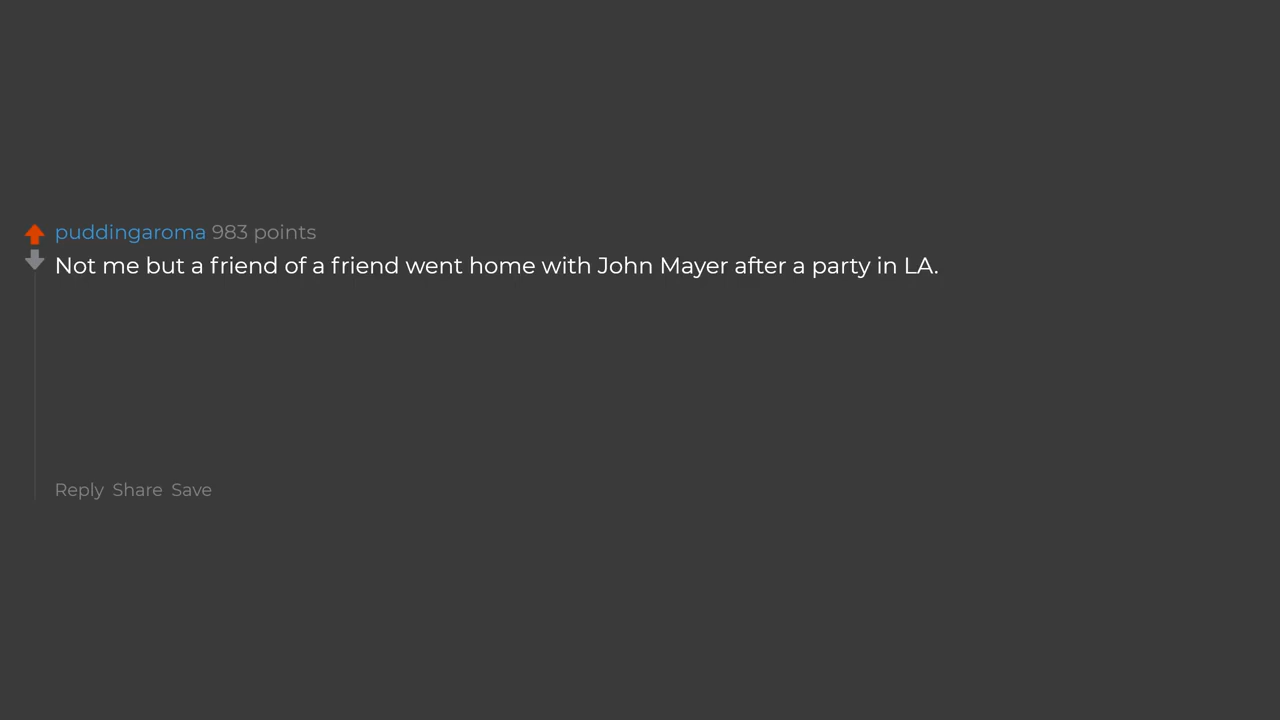 puddingaroma 983 points
Not me but a friend of a friend went home with John Mayer after a party in LA.
Reply Share Save